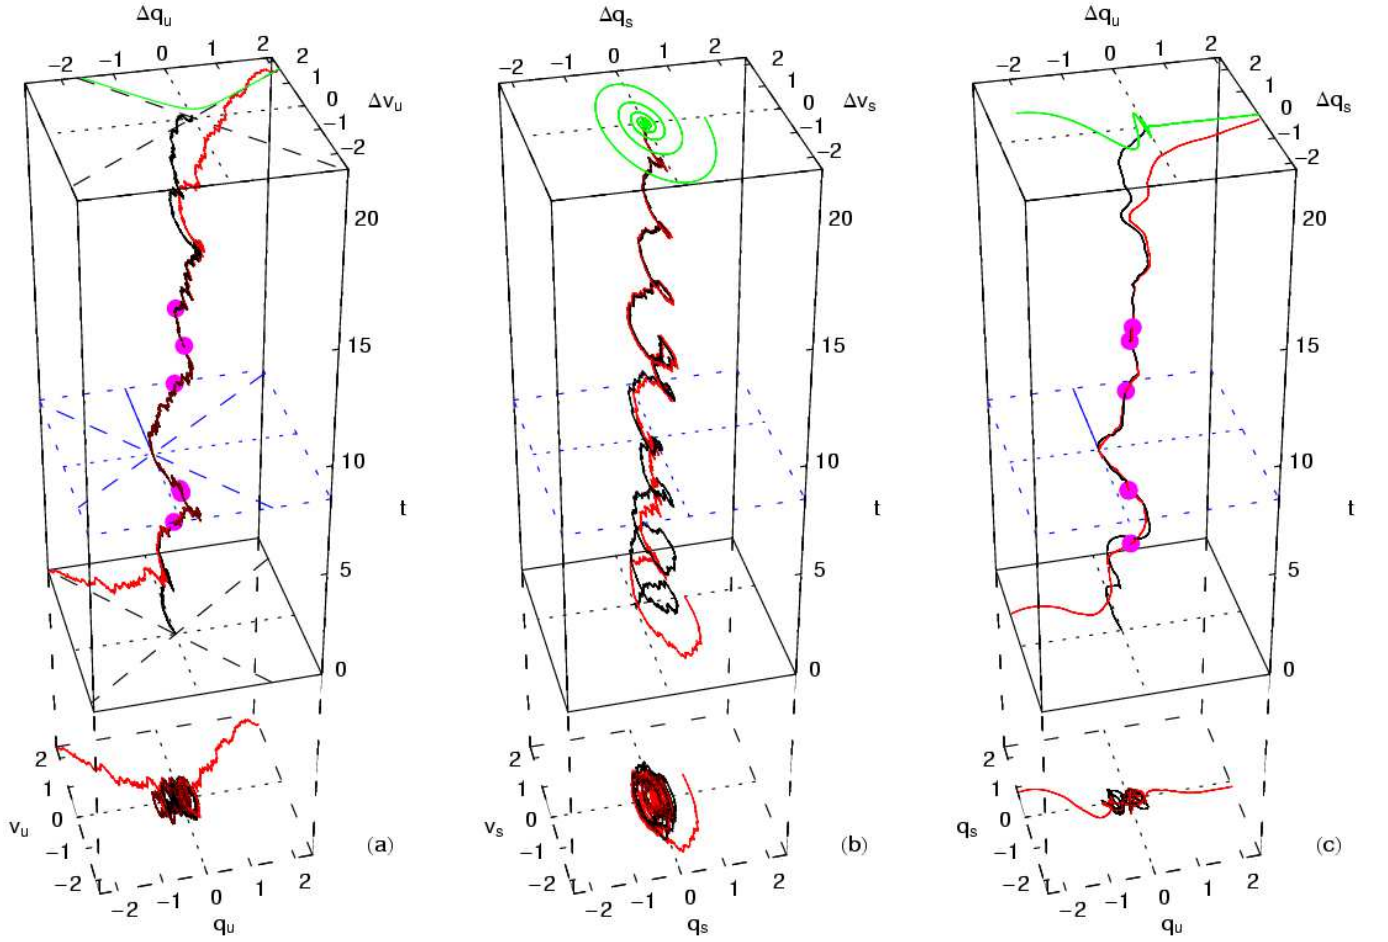 Δq_u Δq_s Δq_u
−2 −1 0 1 2 −2 −1 0 1 2 −2 −1 0 1 2
2 1 0 −1 −2 Δv_u 2 1 0 −1 −2 Δv_s 2 1 0 −1 −2 Δq_s
20 20 20
15 15 15
10 10 10
t t t
5 5 5
0 0 0
2 1 0 −1 −2 v_u 2 1 0 −1 −2 v_s 2 1 0 −1 −2 q_s
(a) (b) (c)
−2 −1 0 1 2 −2 −1 0 1 2 −2 −1 0 1 2
q_u q_s q_u